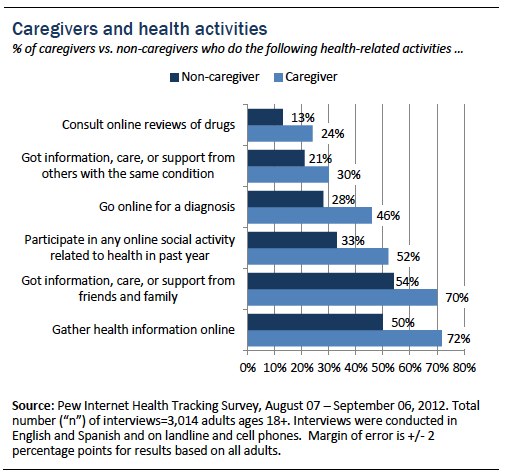 Caregivers and health activities
% of caregivers vs. non-caregivers who do the following health-related activities ...
Non-caregiver Caregiver
Consult online reviews of drugs
13%
24%
Got information, care, or support from
others with the same condition
21%
30%
Go online for a diagnosis
28%
46%
Participate in any online social activity
related to health in past year
33%
52%
Got information, care, or support from
friends and family
54%
70%
Gather health information online
50%
72%
0% 10% 20% 30% 40% 50% 60% 70% 80%
Source: Pew Internet Health Tracking Survey, August 07 – September 06, 2012. Total
number (“n”) of interviews=3,014 adults ages 18+. Interviews were conducted in
English and Spanish and on landline and cell phones. Margin of error is +/- 2
percentage points for results based on all adults.